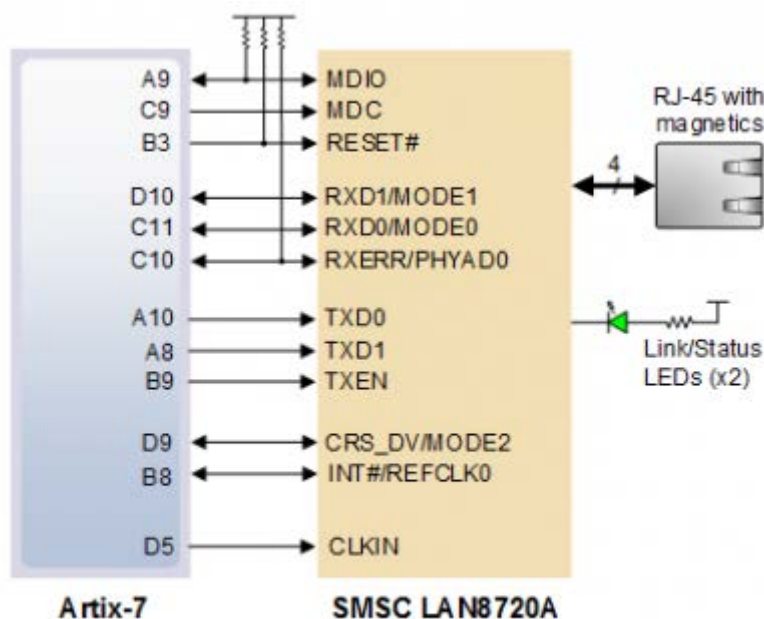 A9 MDIO
C9 MDC
B3 RESET#
D10 RXD1/MODE1
C11 RXD0/MODE0
C10 RXERR/PHYAD0
A10 TXD0
A8 TXD1
B9 TXEN
D9 CRS_DV/MODE2
B8 INT#/REFCLK0
D5 CLKIN
RJ-45 with
magnetics
4
Link/Status
LEDs (x2)
Artix-7
SMSC LAN8720A